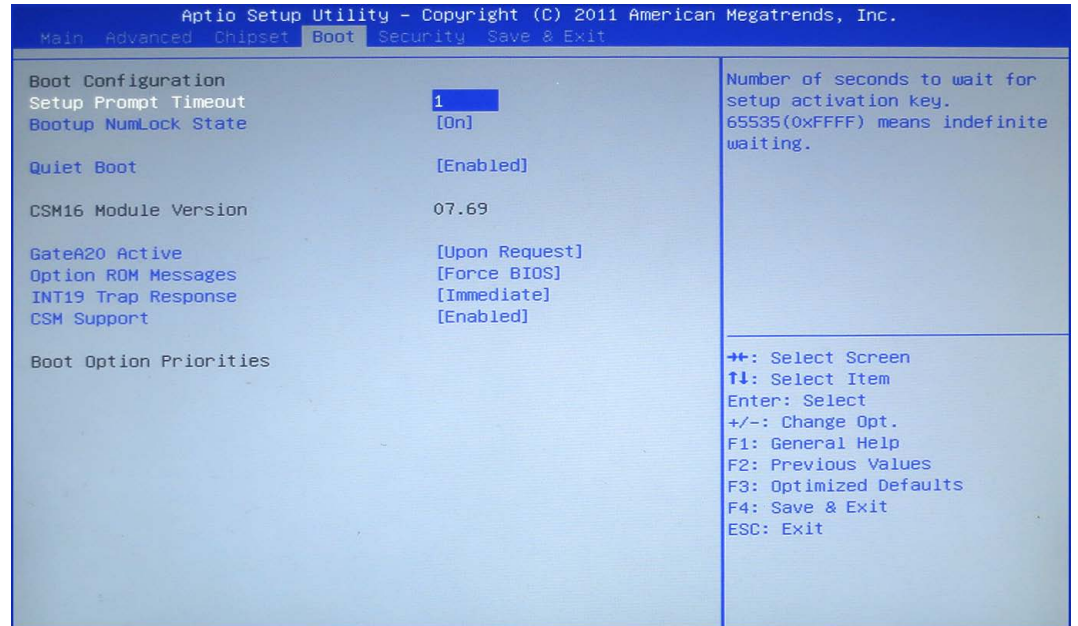 Aptio Setup Utility – Copyright (C) 2011 American Megatrends, Inc.
Main Advanced Chipset Boot Security Save & Exit
Boot Configuration
Setup Prompt Timeout 1
Bootup NumLock State [On]
Quiet Boot [Enabled]
CSM16 Module Version 07.69
GateA20 Active [Upon Request]
Option ROM Messages [Force BIOS]
INT19 Trap Response [Immediate]
CSM Support [Enabled]
Boot Option Priorities
Number of seconds to wait for
setup activation key.
65535(0xFFFF) means indefinite
waiting.
→←: Select Screen
↑↓: Select Item
Enter: Select
+/-: Change Opt.
F1: General Help
F2: Previous Values
F3: Optimized Defaults
F4: Save & Exit
ESC: Exit